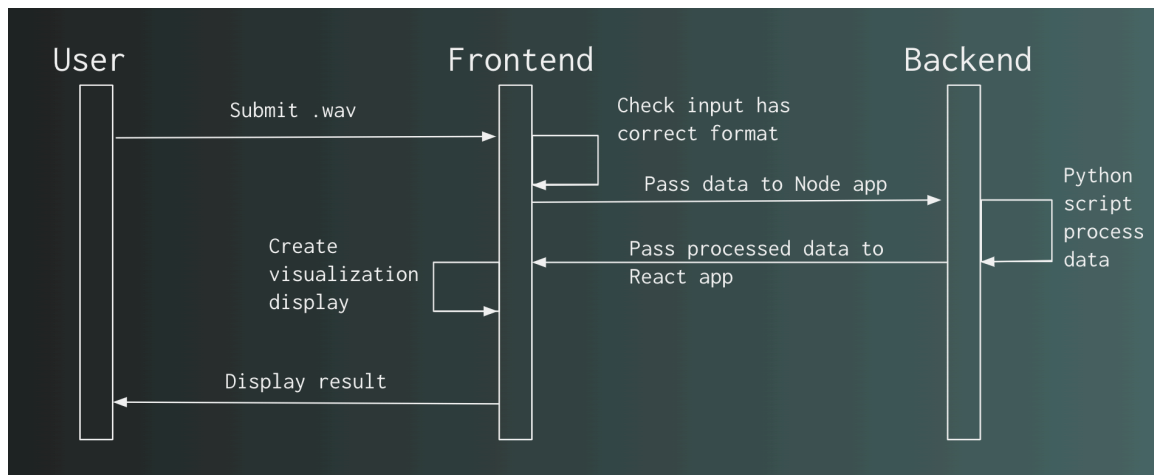 User
Frontend
Backend
Submit .wav
Check input has
correct format
Pass data to Node app
Python
script
process
data
Create
visualization
display
Pass processed data to
React app
Display result